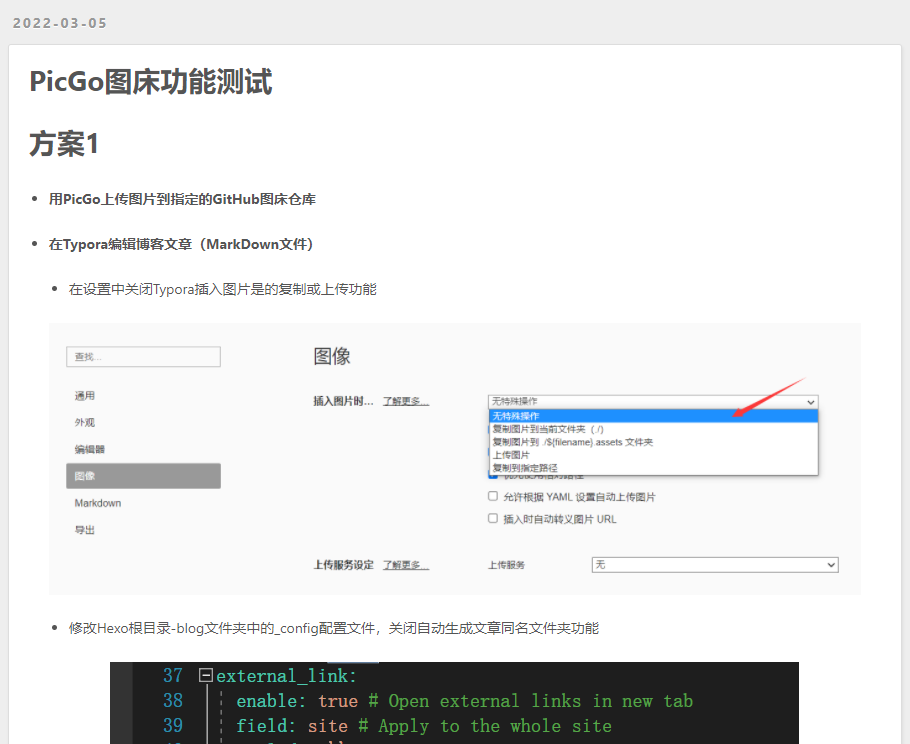 2022-03-05
PicGo图床功能测试
方案1
用PicGo上传图片到指定的GitHub图床仓库
在Typora编辑博客文章（MarkDown文件）
在设置中关闭Typora插入图片是的复制或上传功能
查找...
图像
通用
插入图片时... 了解更多...
无特殊操作
无特殊操作
外观
复制图片到当前文件夹（./）
复制图片到 ./${filename}.assets 文件夹
编辑器
上传图片
复制到指定路径
图像
允许根据 YAML 设置自动上传图片
Markdown
插入时自动转义图片 URL
导出
上传服务设定 了解更多... 上传服务 无
修改Hexo根目录-blog文件夹中的_config配置文件，关闭自动生成文章同名文件夹功能
37 external_link:
38 enable: true # Open external links in new tab
39 field: site # Apply to the whole site